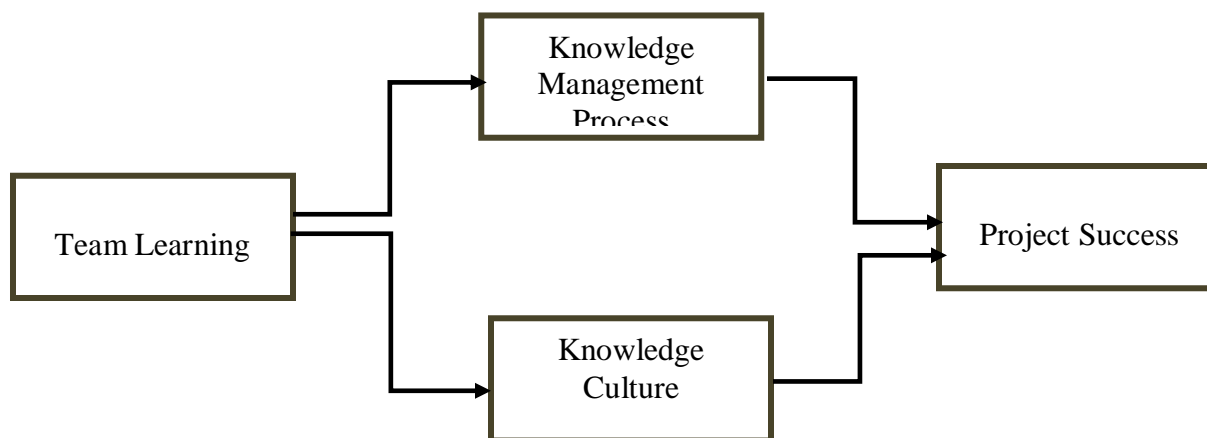 Knowledge
Management
Process
Team Learning
Project Success
Knowledge
Culture